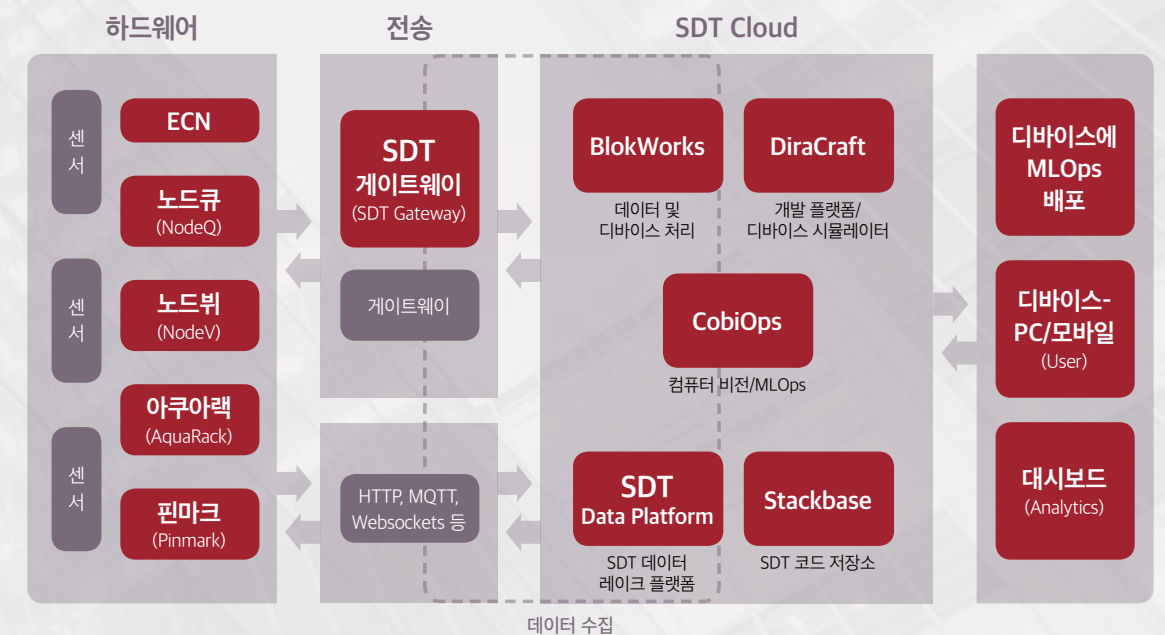 하드웨어
전송
SDT Cloud
센
서
센
서
센
서
ECN
노드큐
(NodeQ)
노드뷔
(NodeV)
아쿠아랙
(AquaRack)
핀마크
(Pinmark)
SDT
게이트웨이
(SDT Gateway)
게이트웨이
HTTP, MQTT,
Websockets 등
BlokWorks
데이터 및
디바이스 처리
DiraCraft
개발 플랫폼/
디바이스 시뮬레이터
CobiOps
컴퓨터 비전/MLOps
SDT
Data Platform
SDT 데이터
레이크 플랫폼
Stackbase
SDT 코드 저장소
디바이스에
MLOps
배포
디바이스-
PC/모바일
(User)
대시보드
(Analytics)
데이터 수집